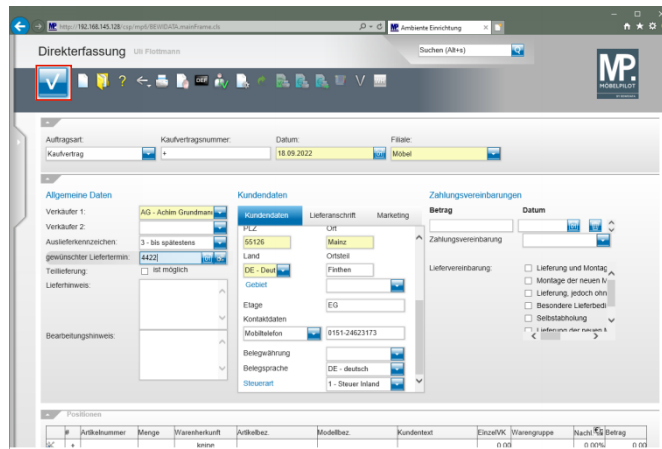 http://192.168.145.128/csp/mpll/BEWIDATA.mainFrame.cls
MP Ambiente Einrichtung
Direkterfassung Uli Flottmann
Suchen (Alt+s)
MP.
MÖBELPILOT
Auftragsart: Kaufvertragsnummer: Datum: Filiale:
Kaufvertrag + 18.09.2022 Möbel
Allgemeine Daten Kundendaten Zahlungsvereinbarungen
Verkäufer 1: AG - Achim Grundmann
Kundendaten Lieferanschrift Marketing
Betrag Datum
Verkäufer 2:
PLZ Ort
Auslieferkennzeichen: 3 - bis spätestens
55126 Mainz
Zahlungsvereinbarung
gewünschter Liefertermin: 4422
Land Ortsteil
Teillieferung: ist möglich
DE - Deut Finthen
Liefervereinbarung: Lieferung und Montag
Lieferhinweis:
Gebiet
Montage der neuen M
Lieferung, jedoch ohn
Etage EG
Besondere Lieferbedi
Kontaktdaten
Selbstabholung
Bearbeitungshinweis:
Mobiltelefon 0151-24623173
Lieferung der neuen M
Belegwährung
Belegsprache DE - deutsch
Steuerart 1 - Steuer Inland
Positionen
# Artikelnummer Menge Warenherkunft Artikelbez. Modellbez. Kundentext EinzelVK Warengruppe Nachl Betrag
+ keine 0.00 0.00% 0.00